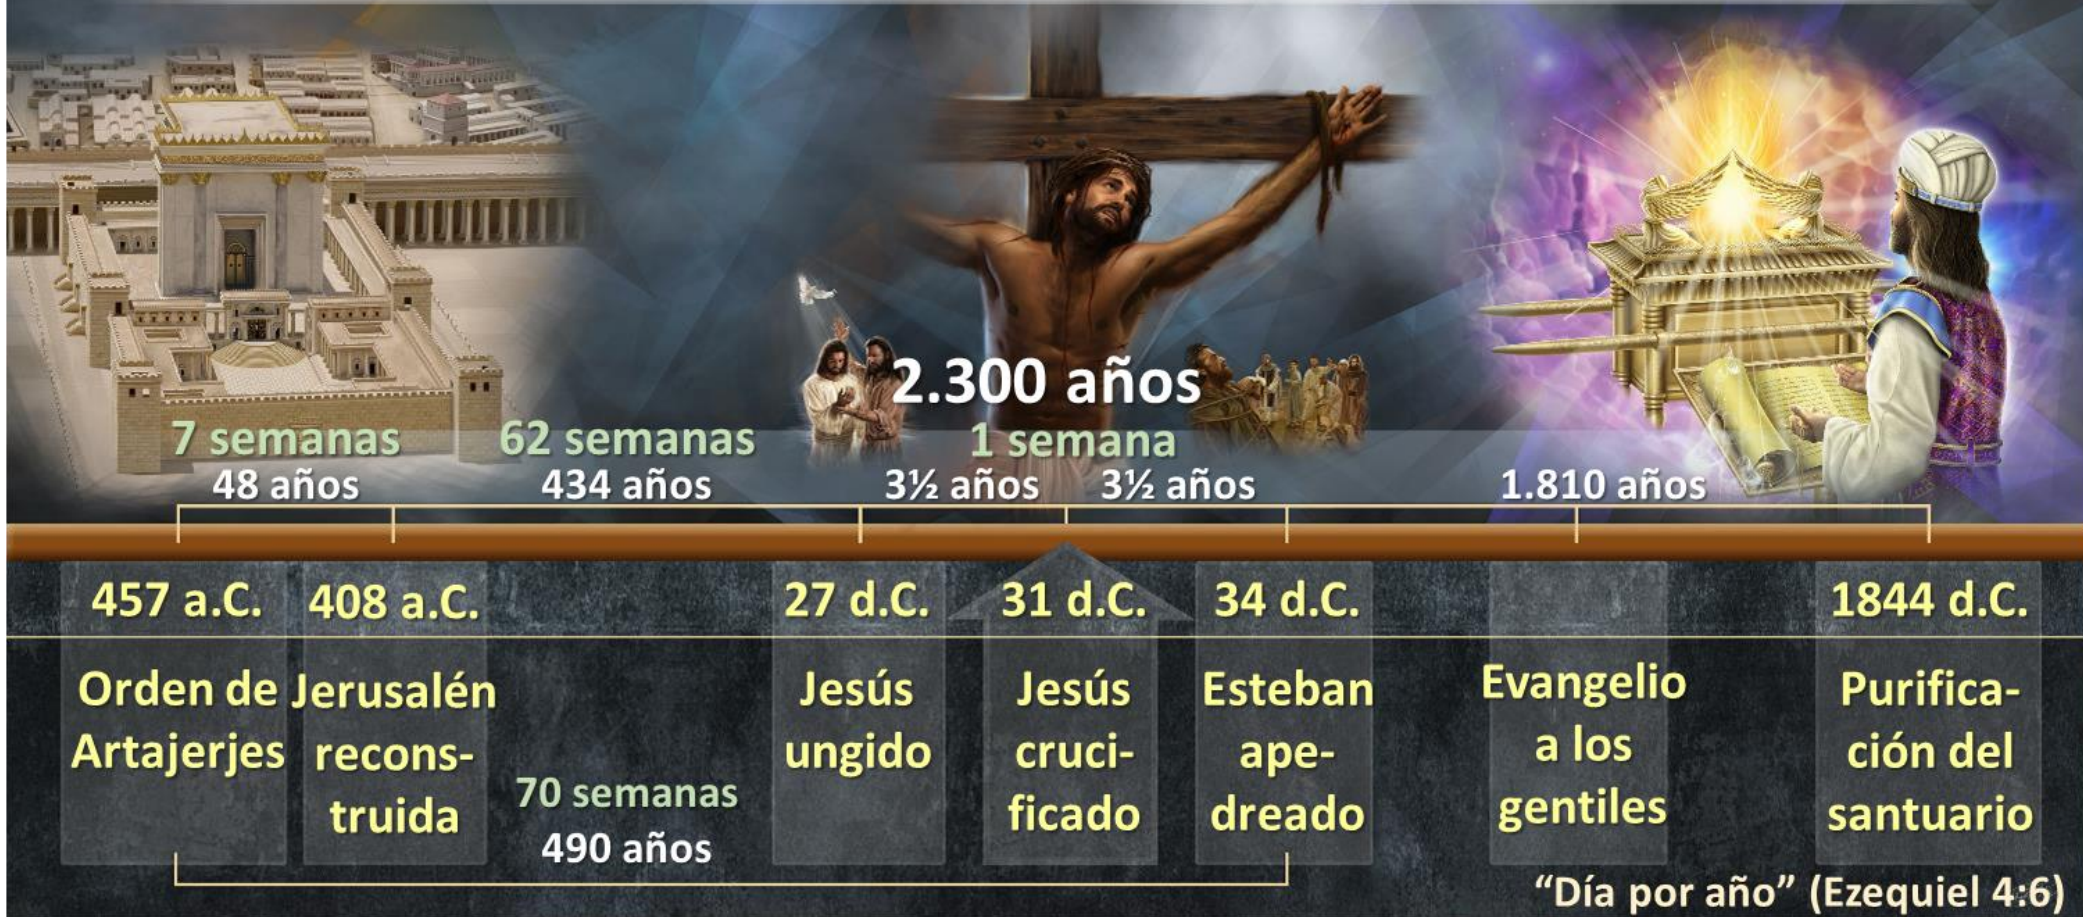 2.300 años
7 semanas
48 años
62 semanas
434 años
1 semana
3½ años
3½ años
1.810 años
457 a.C.
Orden de
Artajerjes
408 a.C.
Jerusalén
recons-
truida
27 d.C.
Jesús
ungido
31 d.C.
Jesús
cruci-
ficado
34 d.C.
Esteban
ape-
dreado
Evangelio
a los
gentiles
1844 d.C.
Purifica-
ción del
santuario
70 semanas
490 años
“Día por año” (Ezequiel 4:6)